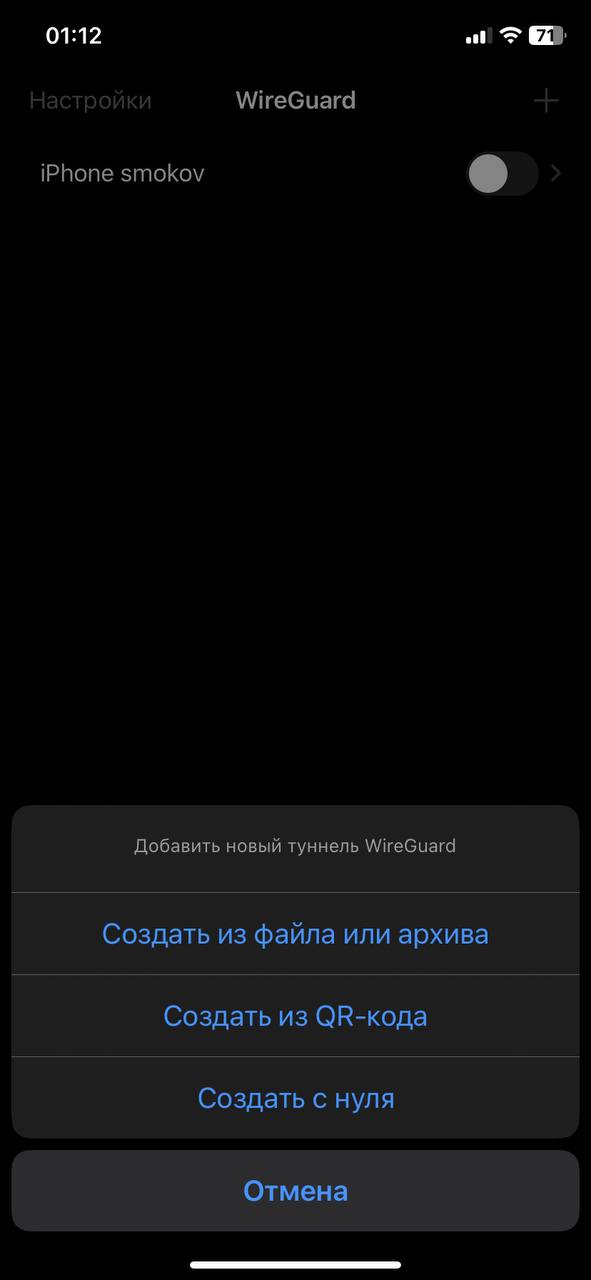 01:12
71
Настройки WireGuard
iPhone smokov
Добавить новый туннель WireGuard
Создать из файла или архива
Создать из QR-кода
Создать с нуля
Отмена